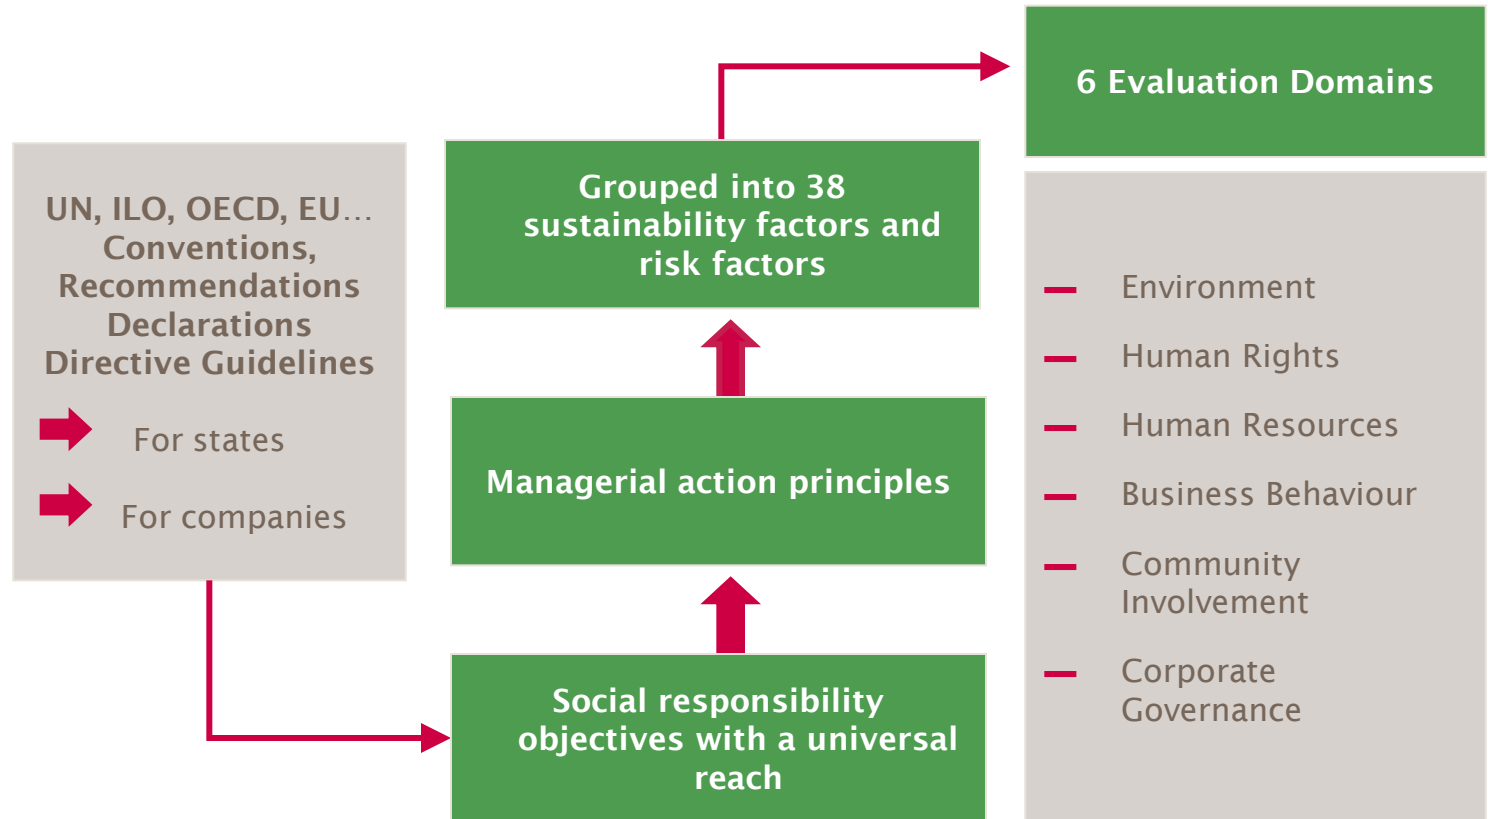 UN, ILO, OECD, EU…
Conventions,
Recommendations
Declarations
Directive Guidelines
For states
For companies
Grouped into 38
sustainability factors and
risk factors
Managerial action principles
Social responsibility
objectives with a universal
reach
6 Evaluation Domains
Environment
Human Rights
Human Resources
Business Behaviour
Community
Involvement
Corporate
Governance